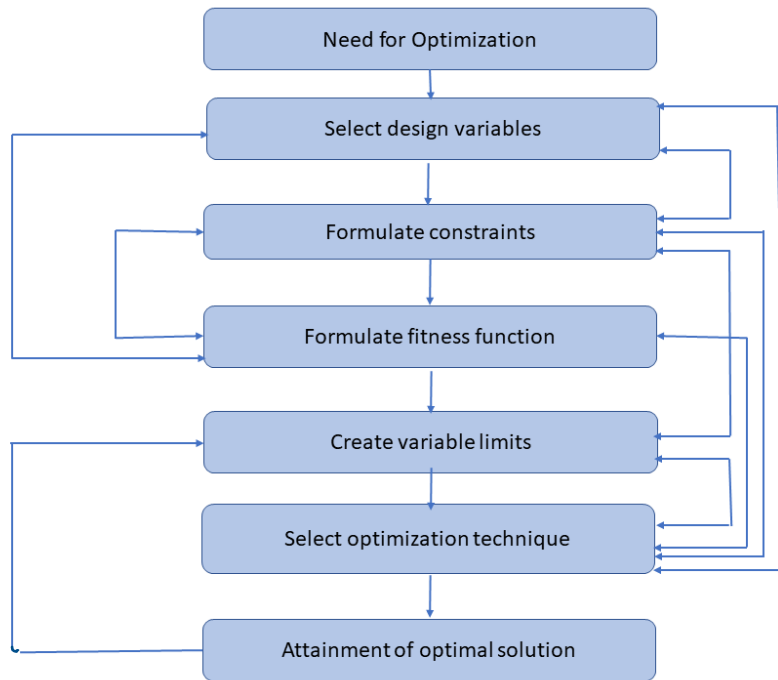 Need for Optimization
Select design variables
Formulate constraints
Formulate fitness function
Create variable limits
Select optimization technique
Attainment of optimal solution